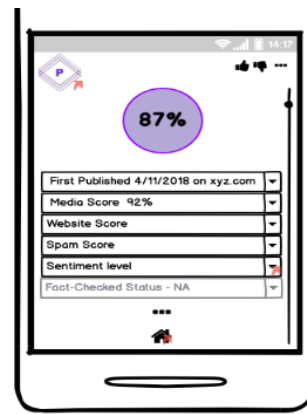 14:17
P
87%
First Published 4/11/2018 on xyz.com
Media Score 92%
Website Score
Spam Score
Sentiment level
Fact-Checked Status - NA